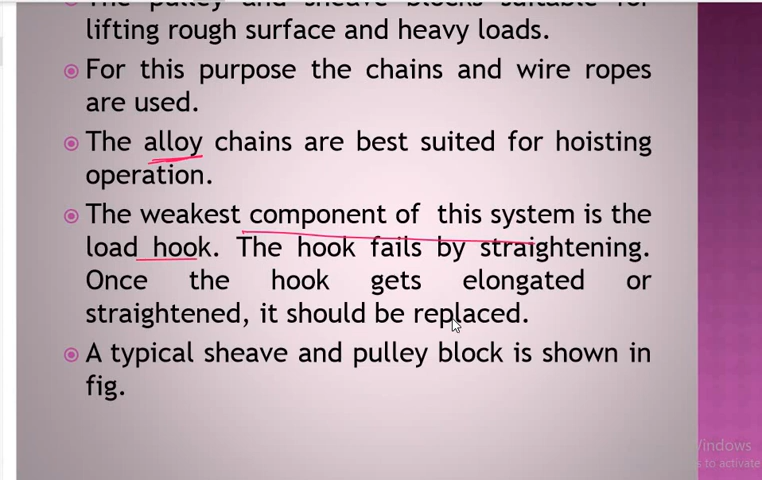 The pulley and sheave blocks suitable for
lifting rough surface and heavy loads.
For this purpose the chains and wire ropes
are used.
The alloy chains are best suited for hoisting
operation.
The weakest component of this system is the
load hook. The hook fails by straightening.
Once the hook gets elongated or
straightened, it should be replaced.
A typical sheave and pulley block is shown in
fig.
Windows
s to activate